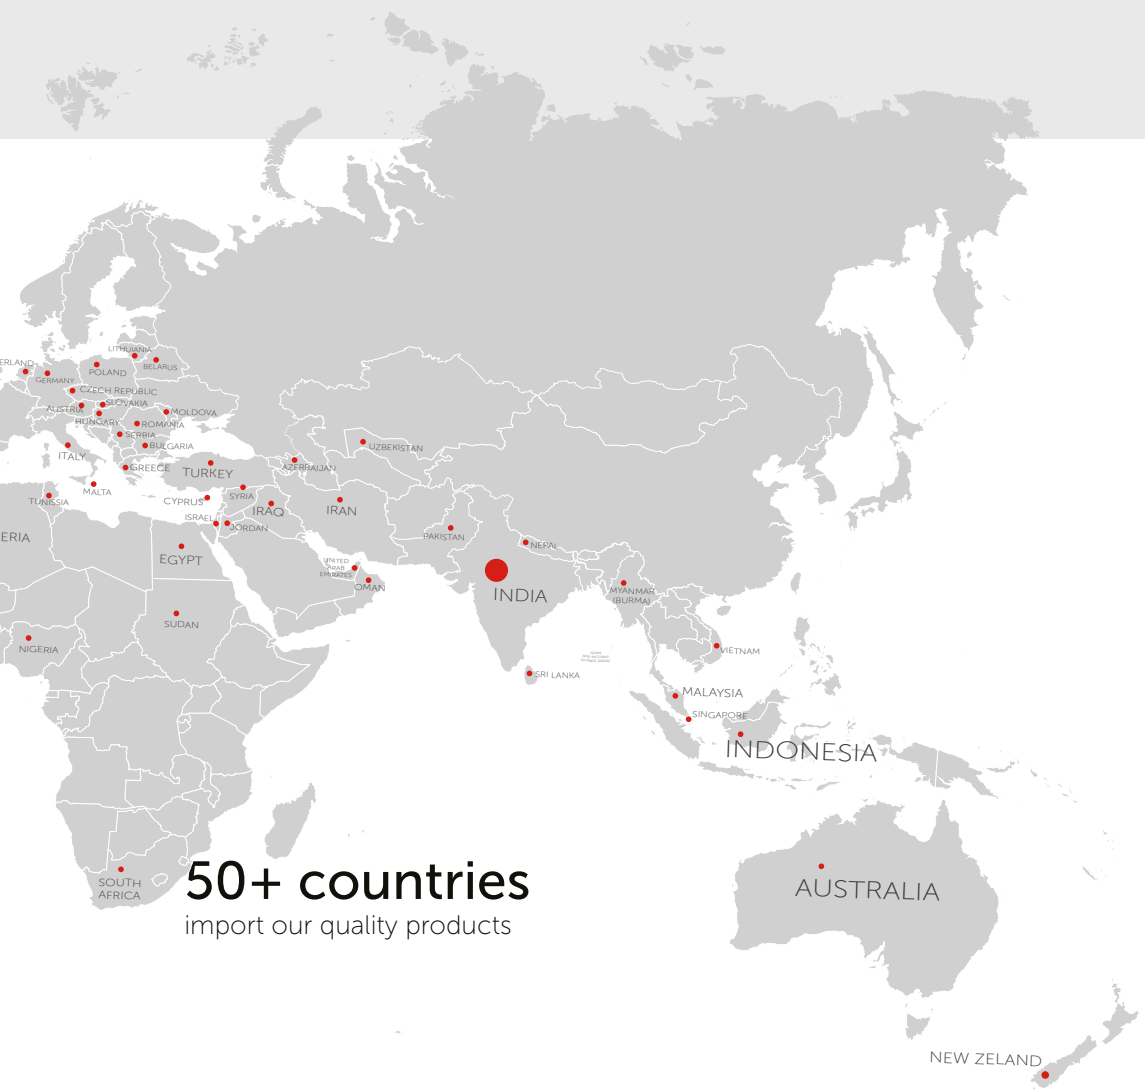 LITHUIANIA
ERLAND
BELARUS
POLAND
GERMANY
CZECH REPUBLIC
SLOVAKIA
AUSTRIA
MOLDOVA
HUNGARY
ROMANIA
SERBIA
BULGARIA
UZBEKISTAN
ITALY
GREECE
TURKEY
AZERBAIJAN
MALTA
SYRIA
TUNISSIA
CYPRUS
IRAQ
IRAN
ISRAEL
JORDAN
ERIA
PAKISTAN
NEPAL
EGYPT
UNITED
ARAB
EMIRATES
OMAN
INDIA
MYANMAR
(BURMA)
SUDAN
NIGERIA
VIETNAM
SRI LANKA
MALAYSIA
SINGAPORE
INDONESIA
SOUTH
AFRICA
50+ countries
import our quality products
AUSTRALIA
NEW ZELAND